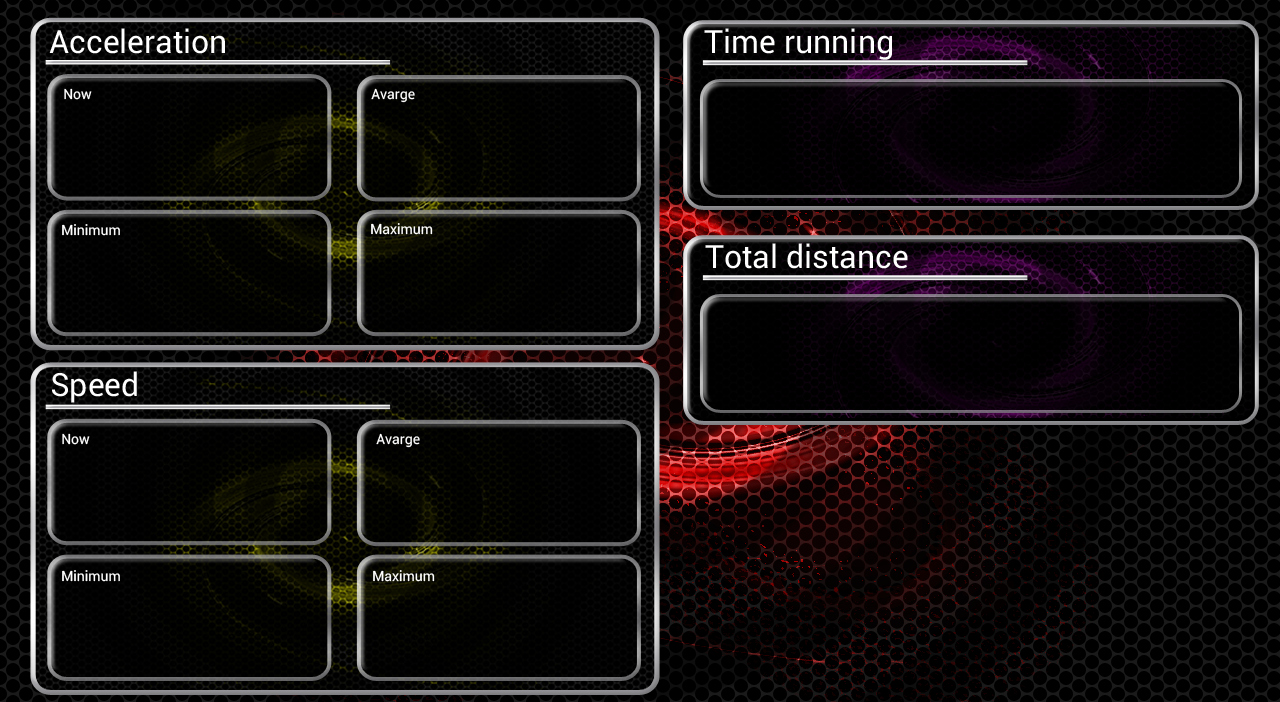 Acceleration
Now
Avarge
Minimum
Maximum
Speed
Now
Avarge
Minimum
Maximum
Time running
Total distance